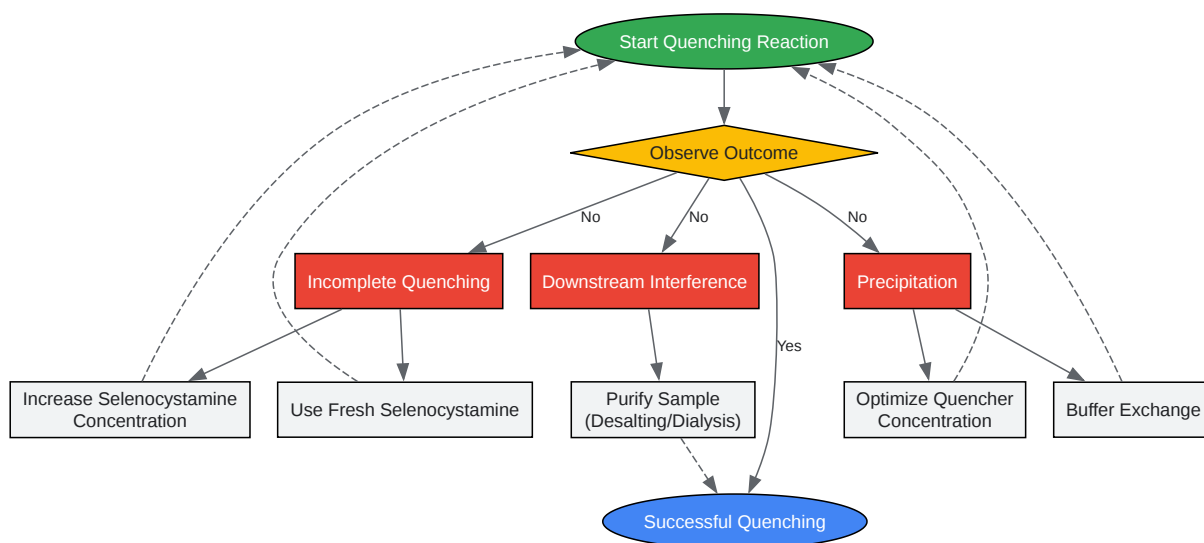 Start Quenching Reaction
Observe Outcome
No
No
No
Incomplete Quenching
Downstream Interference
Precipitation
Yes
Increase Selenocystamine
Concentration
Use Fresh Selenocystamine
Purify Sample
(Desalting/Dialysis)
Optimize Quencher
Concentration
Buffer Exchange
Successful Quenching